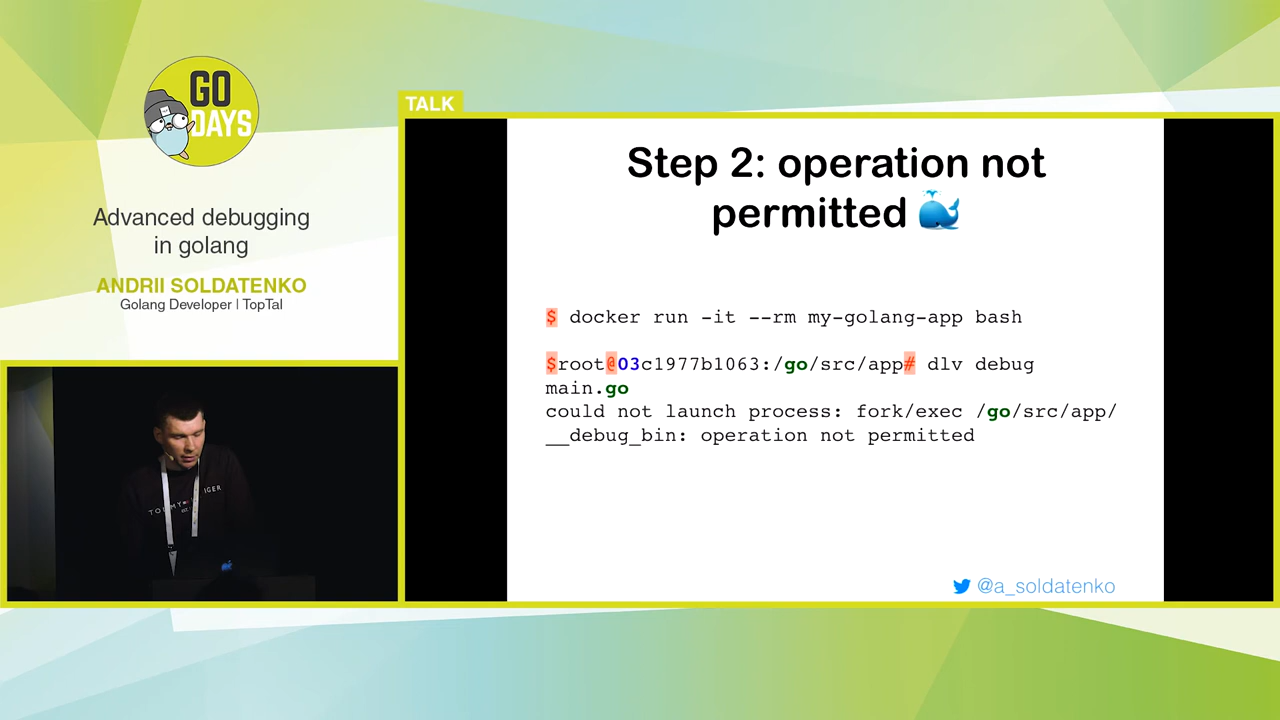 GO
DAYS
Advanced debugging
in golang
ANDRII SOLDATENKO
Golang Developer | TopTal
TALK
Step 2: operation not
permitted 🐳
$ docker run -it --rm my-golang-app bash
$root@03c1977b1063:/go/src/app# dlv debug
main.go
could not launch process: fork/exec /go/src/app/
__debug_bin: operation not permitted
@a_soldatenko